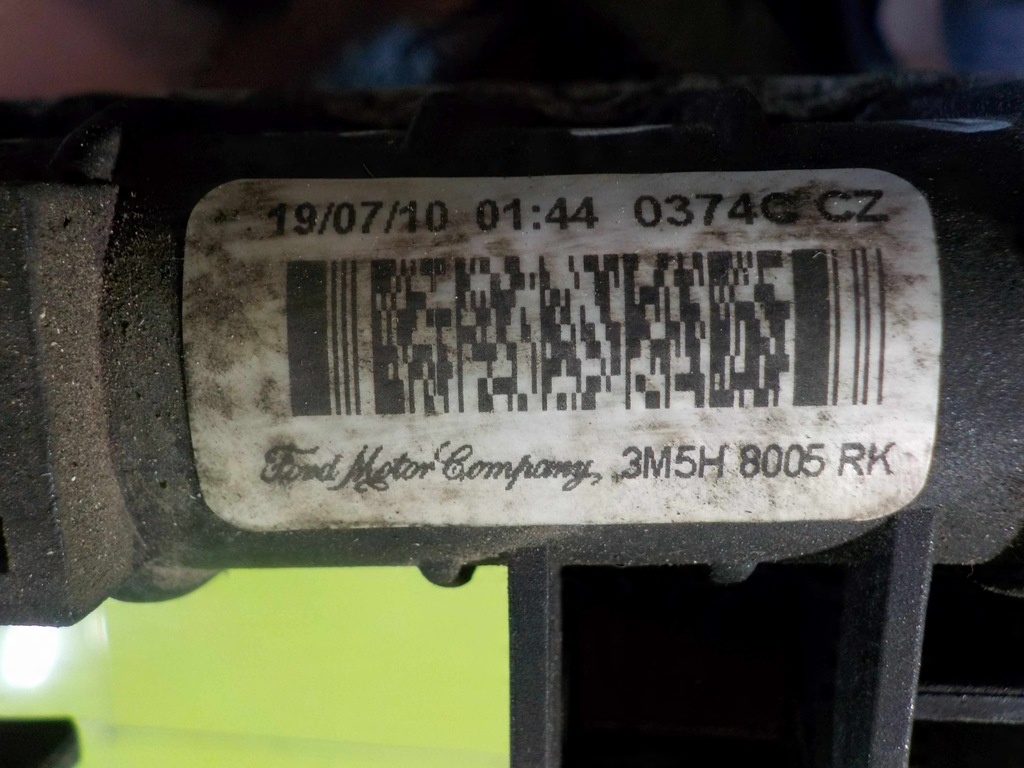 19/07/10 01:44 0374C CZ
Ford Motor Company, 3M5H 8005 RK